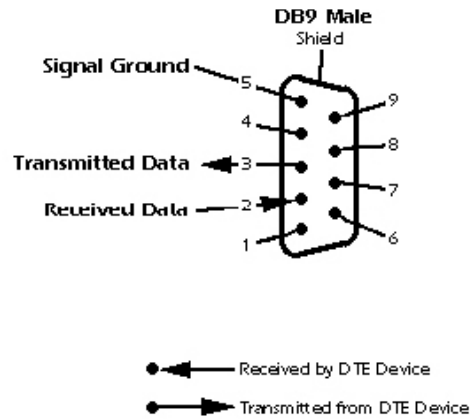 DB9 Male
Shield
Signal Ground
5
9
4
8
Transmitted Data
3
7
Received Data
2
6
1
Received by DTE Device
Transmitted from DTE Device